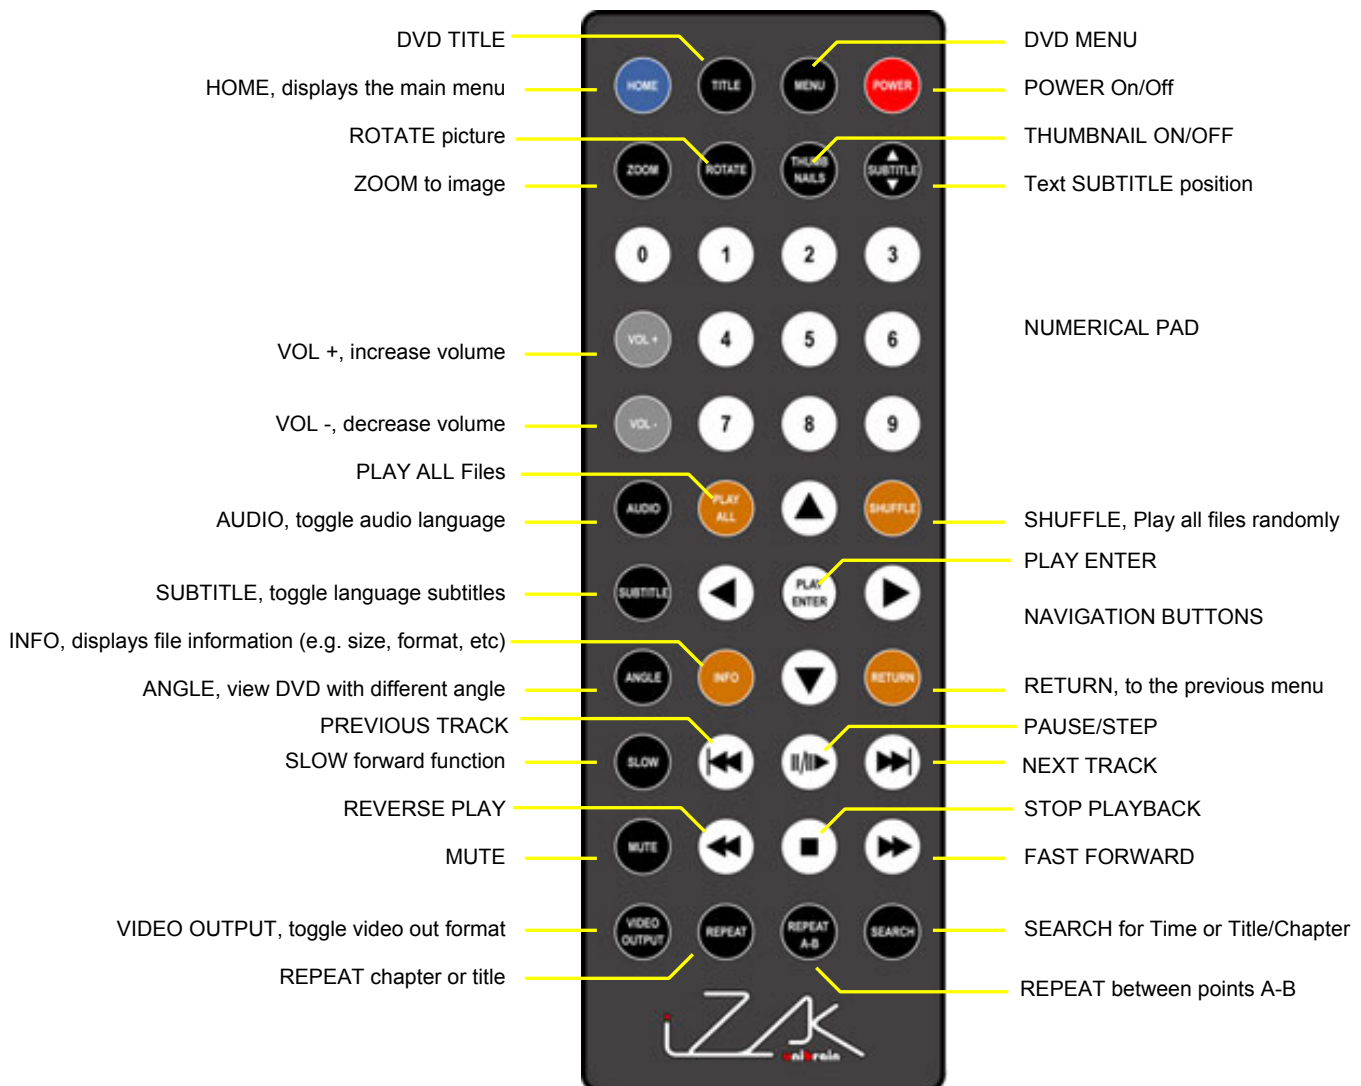 DVD TITLE
DVD MENU
HOME, displays the main menu
HOME
TITLE
MENU
POWER
POWER On/Off
ROTATE picture
THUMBNAIL ON/OFF
ZOOM to image
ZOOM
ROTATE
THUMB
NAILS
SUBTITLE
Text SUBTITLE position
0
1
2
3
NUMERICAL PAD
VOL +, increase volume
VOL +
4
5
6
VOL -, decrease volume
VOL -
7
8
9
PLAY ALL Files
AUDIO, toggle audio language
AUDIO
PLAY
ALL
SHUFFLE
SHUFFLE, Play all files randomly
PLAY ENTER
SUBTITLE, toggle language subtitles
SUBTITLE
PLAY
ENTER
NAVIGATION BUTTONS
INFO, displays file information (e.g. size, format, etc)
ANGLE, view DVD with different angle
ANGLE
INFO
RETURN
RETURN, to the previous menu
PREVIOUS TRACK
PAUSE/STEP
SLOW forward function
SLOW
NEXT TRACK
REVERSE PLAY
STOP PLAYBACK
MUTE
MUTE
FAST FORWARD
VIDEO OUTPUT, toggle video out format
VIDEO
OUTPUT
REPEAT
REPEAT
A-B
SEARCH
SEARCH for Time or Title/Chapter
REPEAT chapter or title
REPEAT between points A-B
iZAK
unibrain